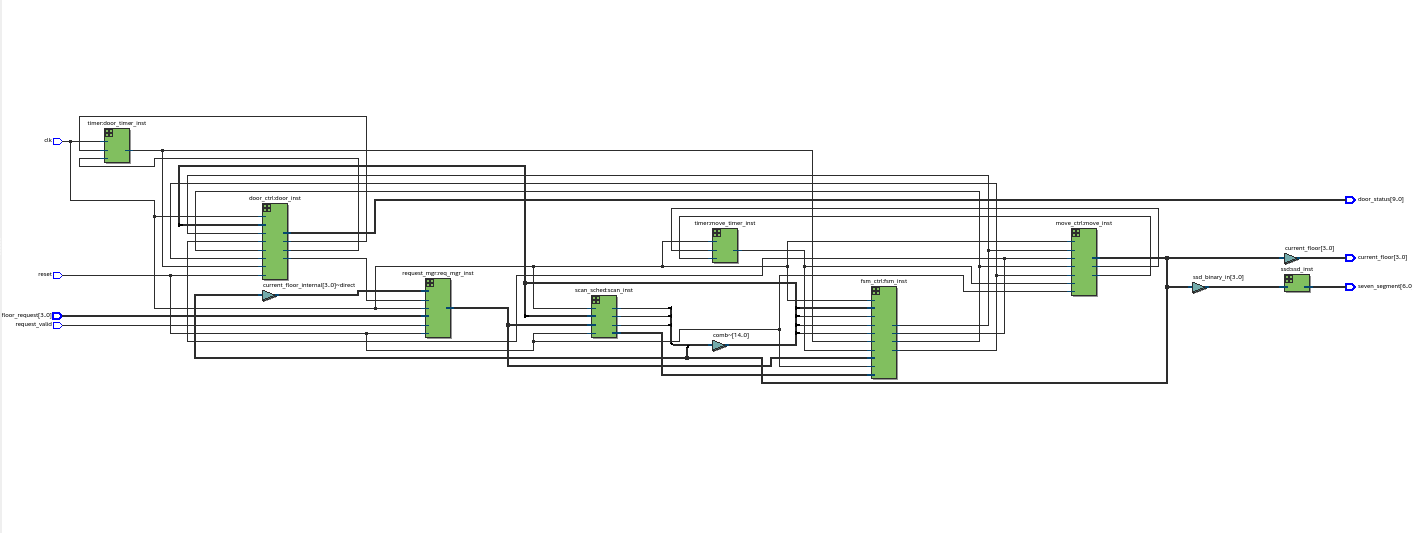 timer:door_timer_inst
clk
door_ctrl:door_inst
door_status[9..0]
timer:move_timer_inst
move_ctrl:move_inst
current_floor[3..0]
current_floor[3..0]
reset
request_mgr:req_mgr_inst
ssd_binary_in[3..0]
ssd:ssd_inst
fsm_ctrl:fsm_inst
current_floor_internal[3..0]~direct
scan_sched:scan_inst
seven_segment[6..0
floor_request[3..0]
request_valid
comb~[14..0]